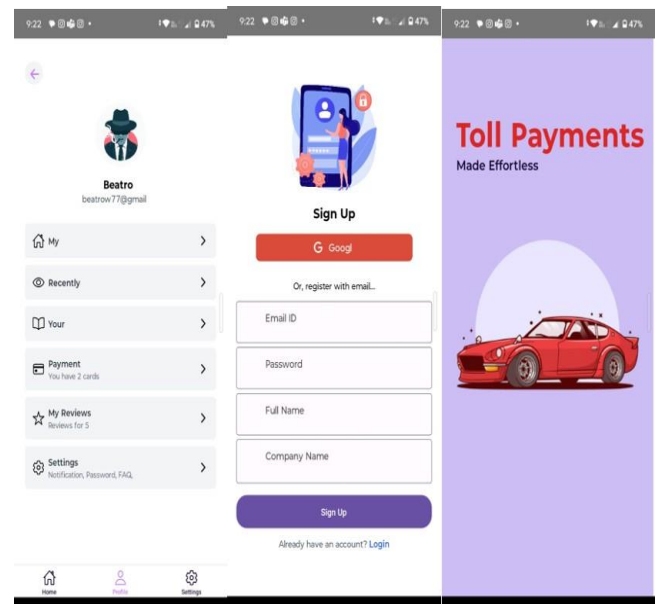 9:22
47%
Beatro
beatrow77@gmail
My
Recently
Your
Payment
You have 2 cards
My Reviews
Reviews for 5
Settings
Notification, Password, FAQ,
Home
Profile
Settings
9:22
47%
Sign Up
G Googl
Or, register with email...
Email ID
Password
Full Name
Company Name
Sign Up
Already have an account? Login
9:22
47%
Toll Payments
Made Effortless